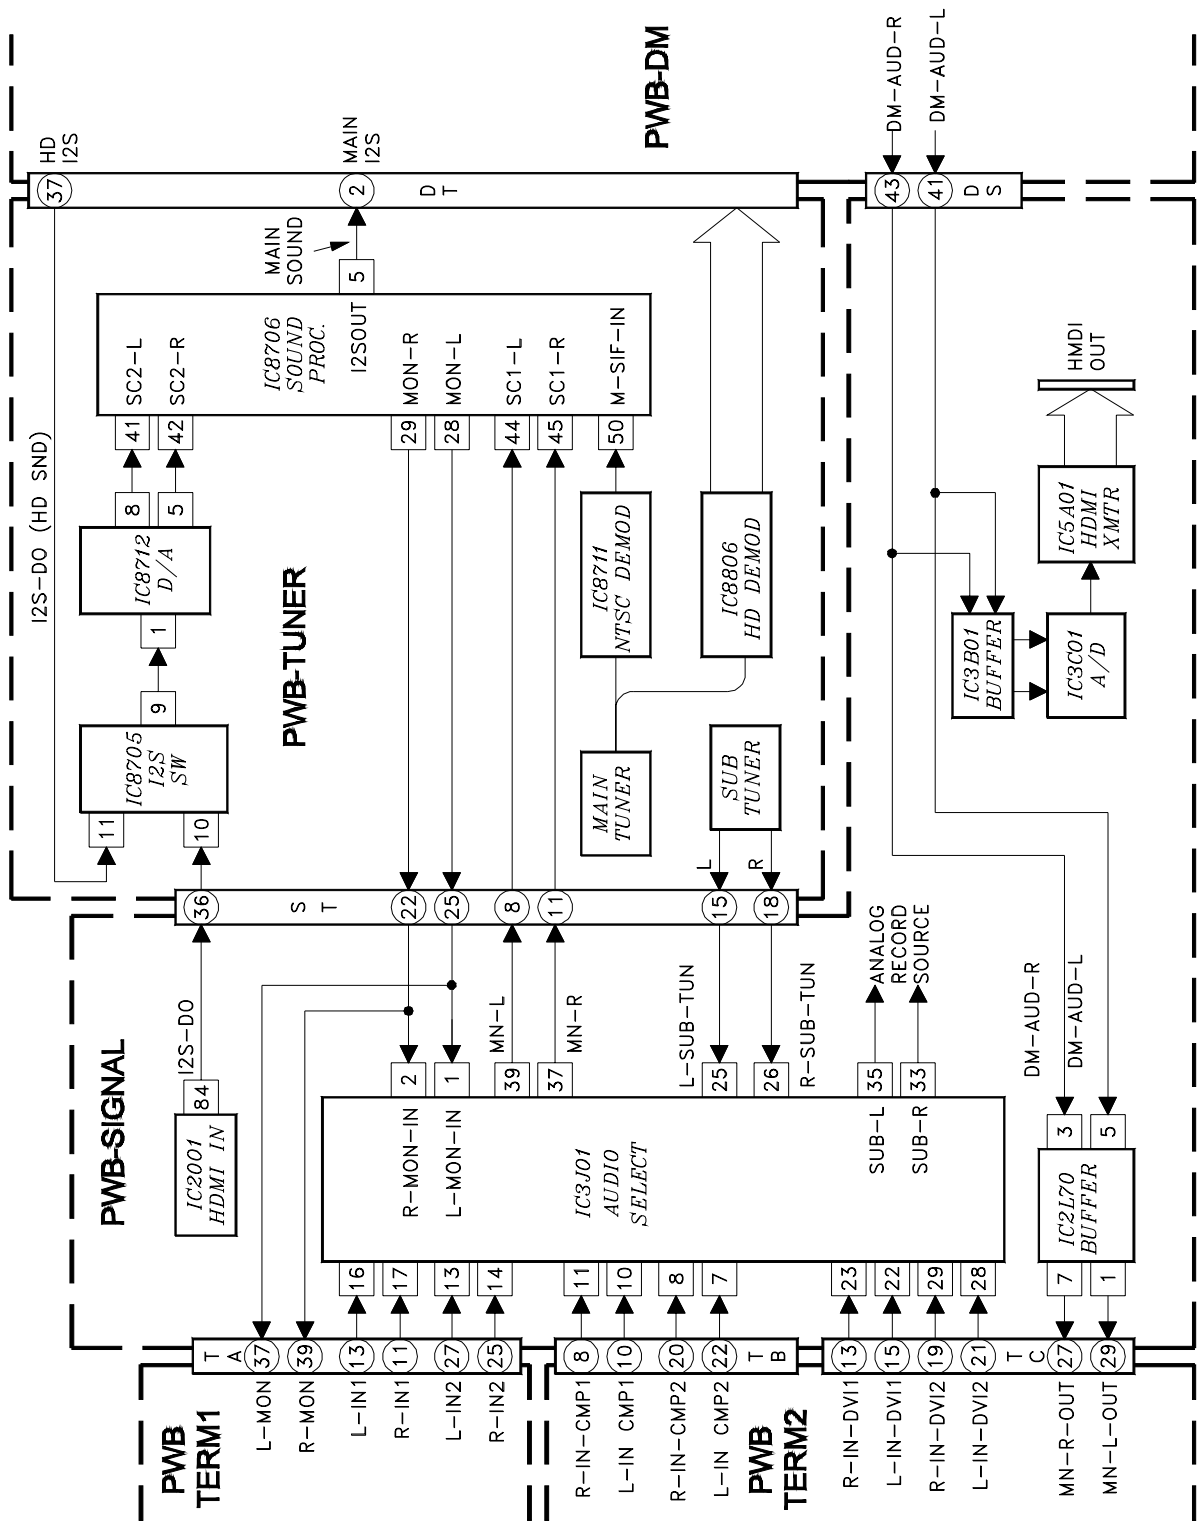 HD
I2S
37
MAIN
I2S
2
D
T
PWB-DM
DM-AUD-R
DM-AUD-L
43
41
D
S
MAIN
SOUND
5
I2S-DO (HD SND)
IC8706
SOUND
PROC.
I2SOUT
SC2-L
SC2-R
MON-R
MON-L
SC1-L
SC1-R
M-SIF-IN
41
42
29
28
44
45
50
8
5
IC8712
D/A
1
9
IC8705
I2S
SW
11
10
PWB-TUNER
IC8711
NTSC DEMOD
IC8806
HD DEMOD
MAIN
TUNER
SUB
TUNER
L
R
HMDI
OUT
IC5A01
HDMI
XMTR
IC3B01
BUFFER
IC3C01
A/D
36
S
T
22
25
8
11
15
18
PWB-SIGNAL
I2S-DO
84
IC2001
HDMI IN
MN-L
MN-R
L-SUB-TUN
R-SUB-TUN
ANALOG
RECORD
SOURCE
DM-AUD-R
DM-AUD-L
2
1
39
37
25
26
35
33
3
5
R-MON-IN
L-MON-IN
IC3J01
AUDIO
SELECT
SUB-L
SUB-R
IC2L70
BUFFER
16
17
13
14
11
10
8
7
23
22
29
28
7
1
T
A
37
39
13
11
27
25
8
10
20
22
T
B
13
15
19
21
T
C
27
29
PWB
TERM1
L-MON
R-MON
L-IN1
R-IN1
L-IN2
R-IN2
R-IN-CMP1
L-IN CMP1
R-IN-CMP2
L-IN CMP2
PWB
TERM2
R-IN-DVI1
L-IN-DVI1
R-IN-DVI2
L-IN-DVI2
MN-R-OUT
MN-L-OUT